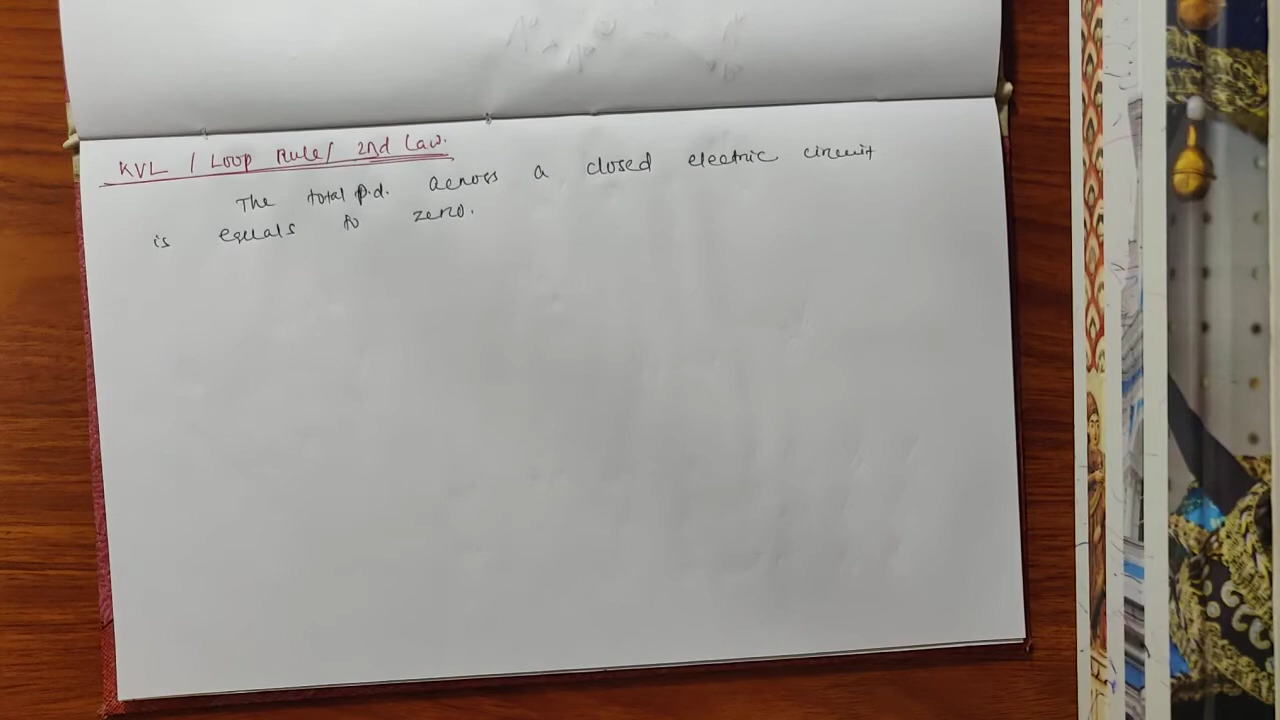 KVL / Loop Rule/ 2nd Law.
The total p.d. across a closed electric circuit
is equals to zero.